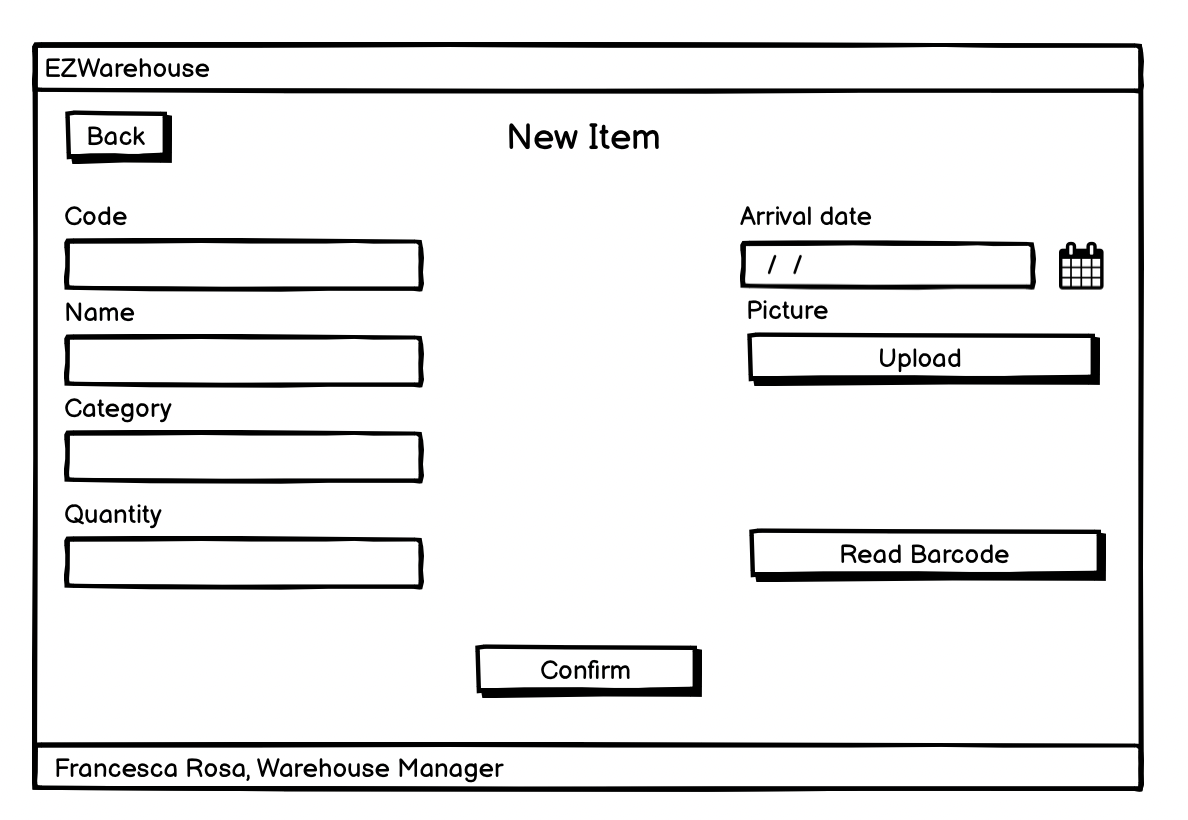 EZWarehouse
Back
New Item
Code
Arrival date
/ /
Name
Picture
Upload
Category
Quantity
Read Barcode
Confirm
Francesca Rosa, Warehouse Manager